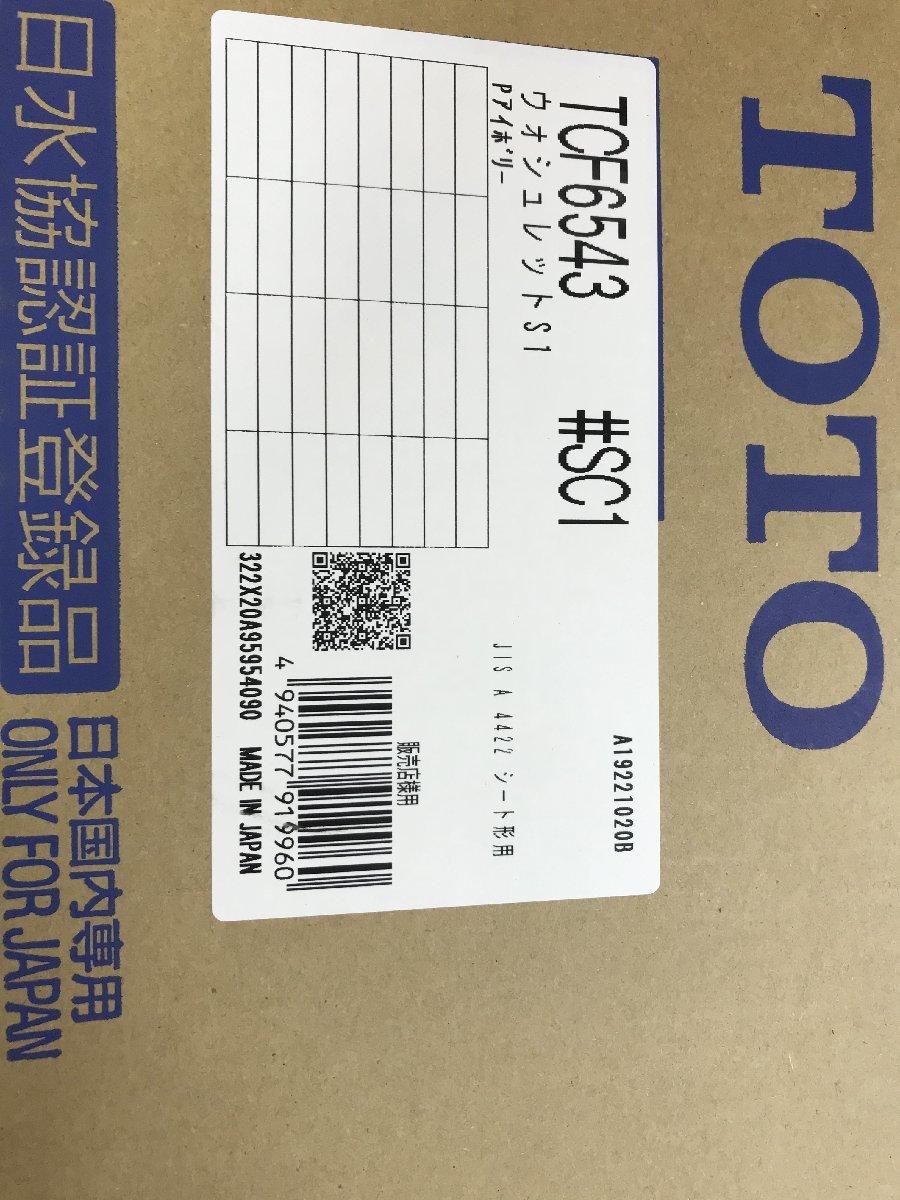 TOTO
TCF6543 #SC1
ウォシュレットS1
Pアイボリー
A19221020B
JIS A 4422 シート形用
販売店様用
4 940577 919960
322X20A95954090 MADE IN JAPAN
日水協認証登録品
日本国内専用
ONLY FOR JAPAN